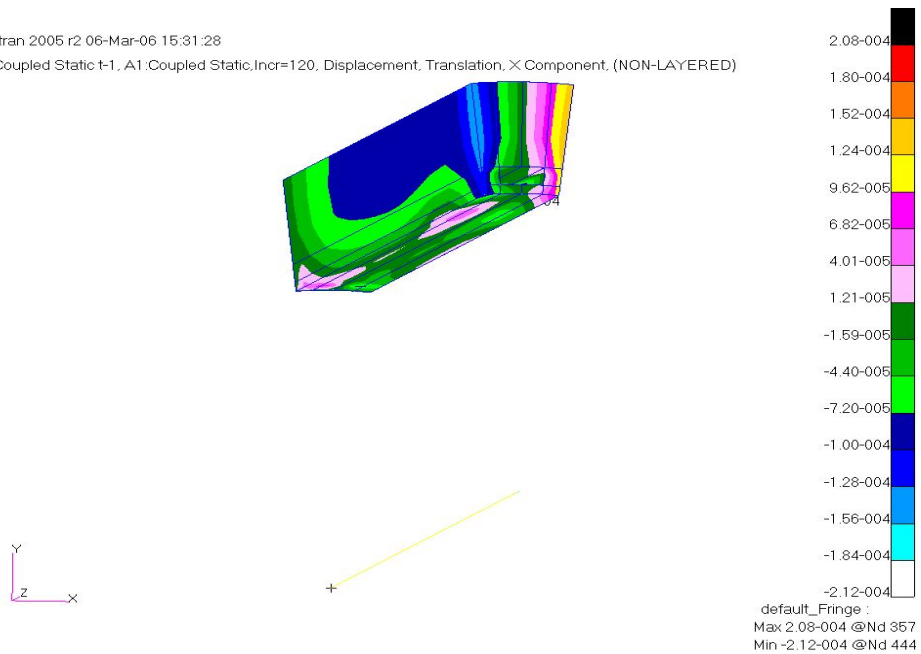 tran 2005 r2 06-Mar-06 15:31:28
Coupled Static t-1, A1:Coupled Static,Incr=120, Displacement, Translation, X Component, (NON-LAYERED)
2.08-004
1.80-004
1.52-004
1.24-004
9.62-005
6.82-005
4.01-005
1.21-005
-1.59-005
-4.40-005
-7.20-005
-1.00-004
-1.28-004
-1.56-004
-1.84-004
-2.12-004
Y
Z
X
default_Fringe :
Max 2.08-004 @Nd 357
Min -2.12-004 @Nd 444